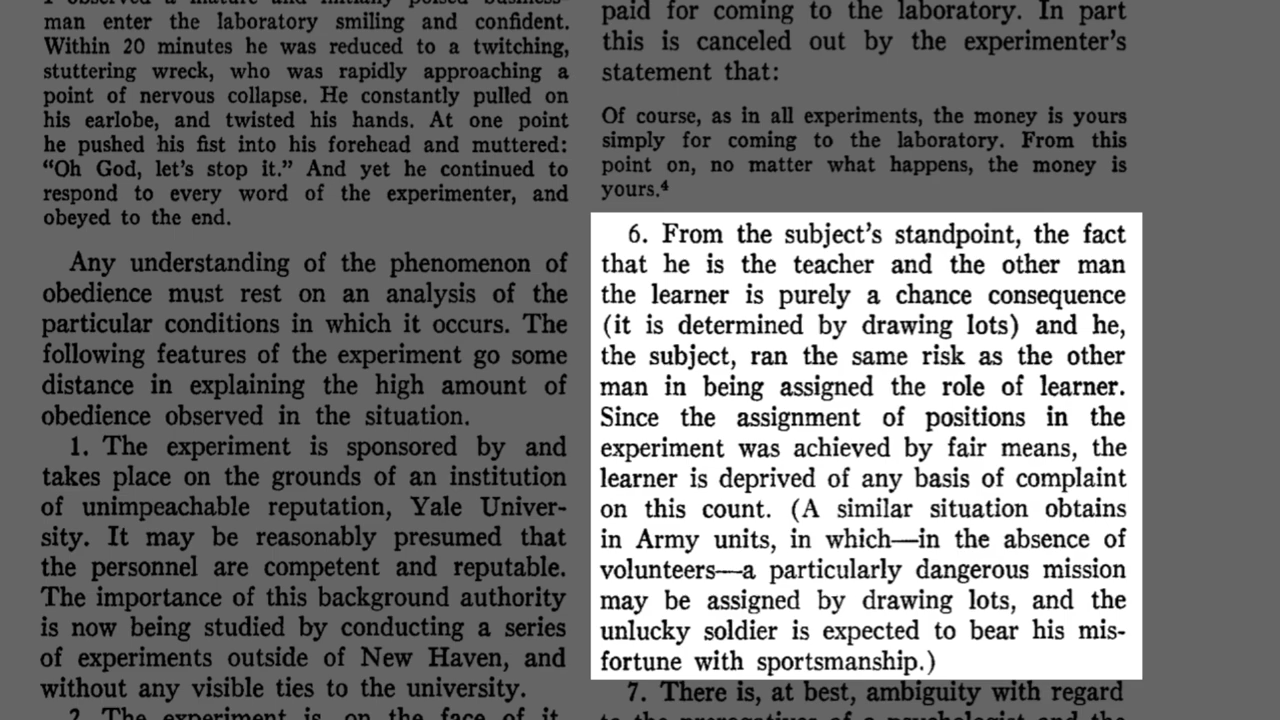 I observed a mature and initially poised business-
man enter the laboratory smiling and confident.
Within 20 minutes he was reduced to a twitching,
stuttering wreck, who was rapidly approaching a
point of nervous collapse. He constantly pulled on
his earlobe, and twisted his hands. At one point
he pushed his fist into his forehead and muttered:
“Oh God, let’s stop it.” And yet he continued to
respond to every word of the experimenter, and
obeyed to the end.
Any understanding of the phenomenon of
obedience must rest on an analysis of the
particular conditions in which it occurs. The
following features of the experiment go some
distance in explaining the high amount of
obedience observed in the situation.
1. The experiment is sponsored by and
takes place on the grounds of an institution
of unimpeachable reputation, Yale Univer-
sity. It may be reasonably presumed that
the personnel are competent and reputable.
The importance of this background authority
is now being studied by conducting a series
of experiments outside of New Haven, and
without any visible ties to the university.
2. The experiment is, on the face of it,
paid for coming to the laboratory. In part
this is canceled out by the experimenter’s
statement that:
Of course, as in all experiments, the money is yours
simply for coming to the laboratory. From this
point on, no matter what happens, the money is
yours.⁴
6. From the subject’s standpoint, the fact
that he is the teacher and the other man
the learner is purely a chance consequence
(it is determined by drawing lots) and he,
the subject, ran the same risk as the other
man in being assigned the role of learner.
Since the assignment of positions in the
experiment was achieved by fair means, the
learner is deprived of any basis of complaint
on this count. (A similar situation obtains
in Army units, in which—in the absence of
volunteers—a particularly dangerous mission
may be assigned by drawing lots, and the
unlucky soldier is expected to bear his mis-
fortune with sportsmanship.)
7. There is, at best, ambiguity with regard
to the prerogatives of a psychologist and the